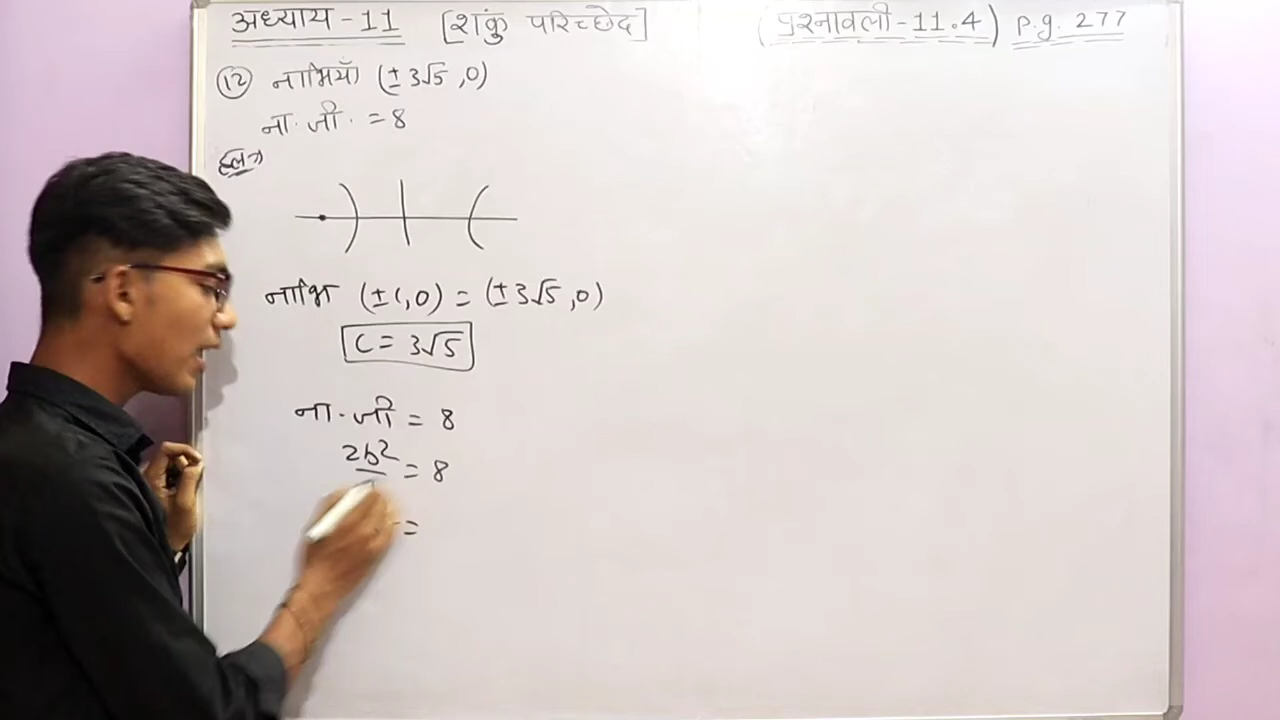 अध्याय - 11 [शंकु परिच्छेद] (प्रश्नावली - 11.4) p.g. 277
(12) नाभियाँ (±3√5, 0)
ना. जी. = 8
हल→
नाभि (±c, 0) = (±3√5, 0)
c = 3√5
ना. जी = 8
2b² = 8
=